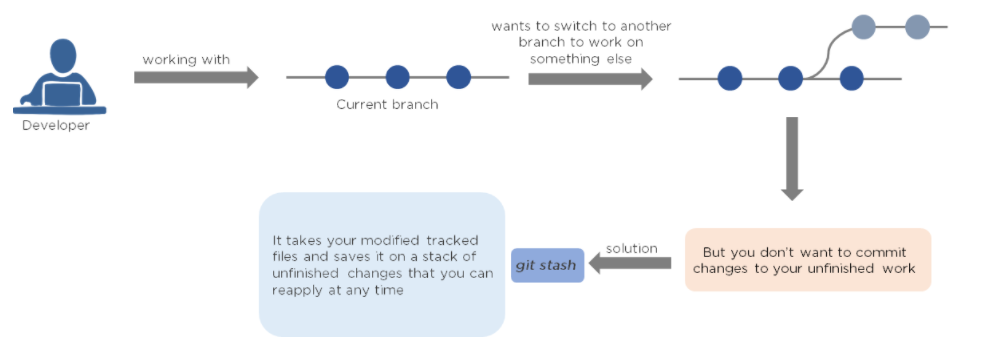 working with
Developer
Current branch
wants to switch to another
branch to work on
something else
But you don't want to commit
changes to your unfinished work
solution
git stash
It takes your modified tracked
files and saves it on a stack of
unfinished changes that you can
reapply at any time